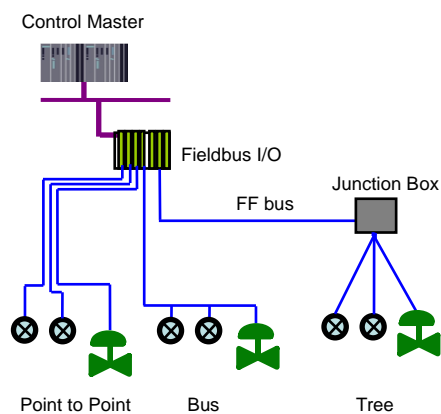 Control Master
Fieldbus I/O
Junction Box
FF bus
Point to Point
Bus
Tree